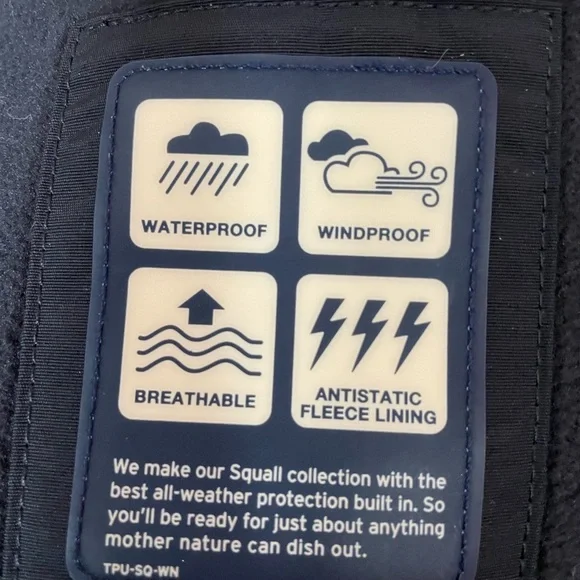 WATERPROOF
WINDPROOF
BREATHABLE
ANTISTATIC
FLEECE LINING
We make our Squall collection with the
best all-weather protection built in. So
you'll be ready for just about anything
mother nature can dish out.
TPU-SQ-WN